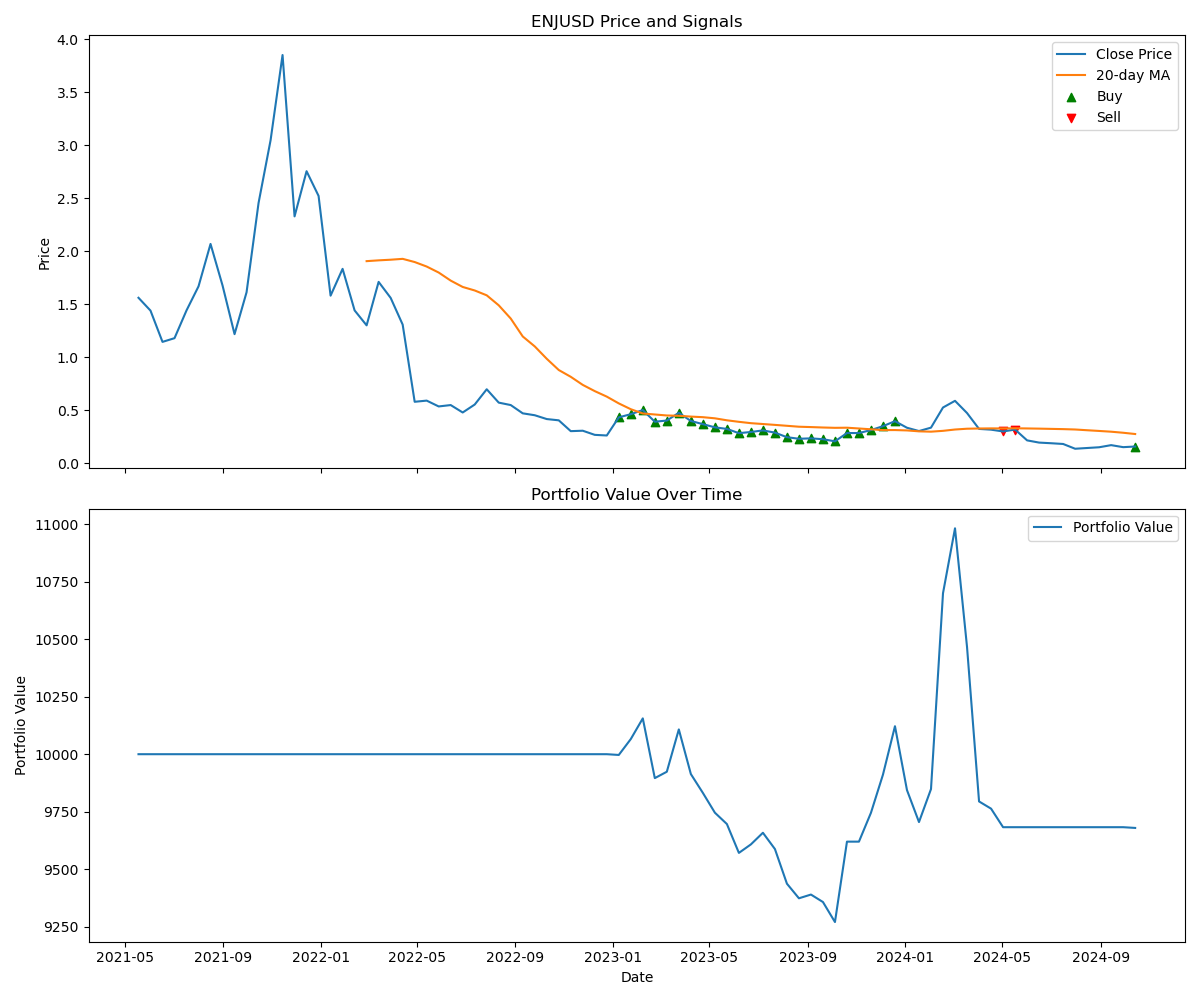 ENJUSD Price and Signals
Price
4.0
3.5
3.0
2.5
2.0
1.5
1.0
0.5
0.0
Close Price
20-day MA
Buy
Sell
Portfolio Value Over Time
Portfolio Value
11000
10750
10500
10250
10000
9750
9500
9250
Portfolio Value
2021-05 2021-09 2022-01 2022-05 2022-09 2023-01 2023-05 2023-09 2024-01 2024-05 2024-09
Date